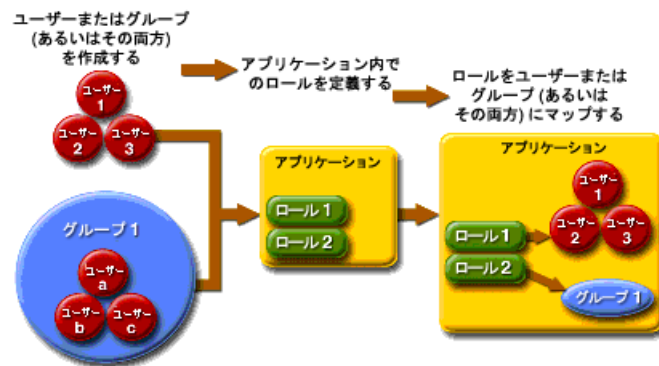 ユーザーまたはグループ
(あるいはその両方)
を作成する
アプリケーション内で
のロールを定義する
ロールをユーザーまたは
グループ (あるいは
その両方) にマップする
ユーザー
1
ユーザー
2
ユーザー
3
グループ 1
ユーザー
a
ユーザー
b
ユーザー
c
アプリケーション
ロール 1
ロール 2
アプリケーション
ユーザー
1
ユーザー
2
ユーザー
3
ロール 1
ロール 2
グループ 1